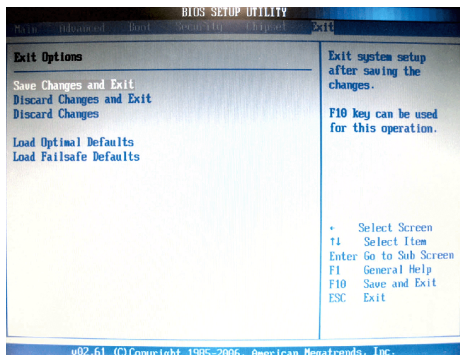 BIOS SETUP UTILITY
Main Advanced Boot Security Chipset Exit
Exit Options
Save Changes and Exit
Discard Changes and Exit
Discard Changes
Load Optimal Defaults
Load Failsafe Defaults
Exit system setup
after saving the
changes.
F10 key can be used
for this operation.
← Select Screen
↑↓ Select Item
Enter Go to Sub Screen
F1 General Help
F10 Save and Exit
ESC Exit
v02.61 (C)Copyright 1985-2006, American Megatrends, Inc.